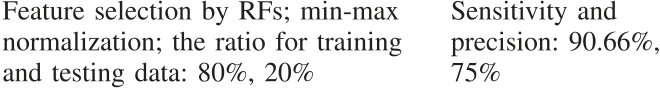 Feature selection by RFs; min-max
normalization; the ratio for training
and testing data: 80%, 20%
Sensitivity and
precision: 90.66%,
75%